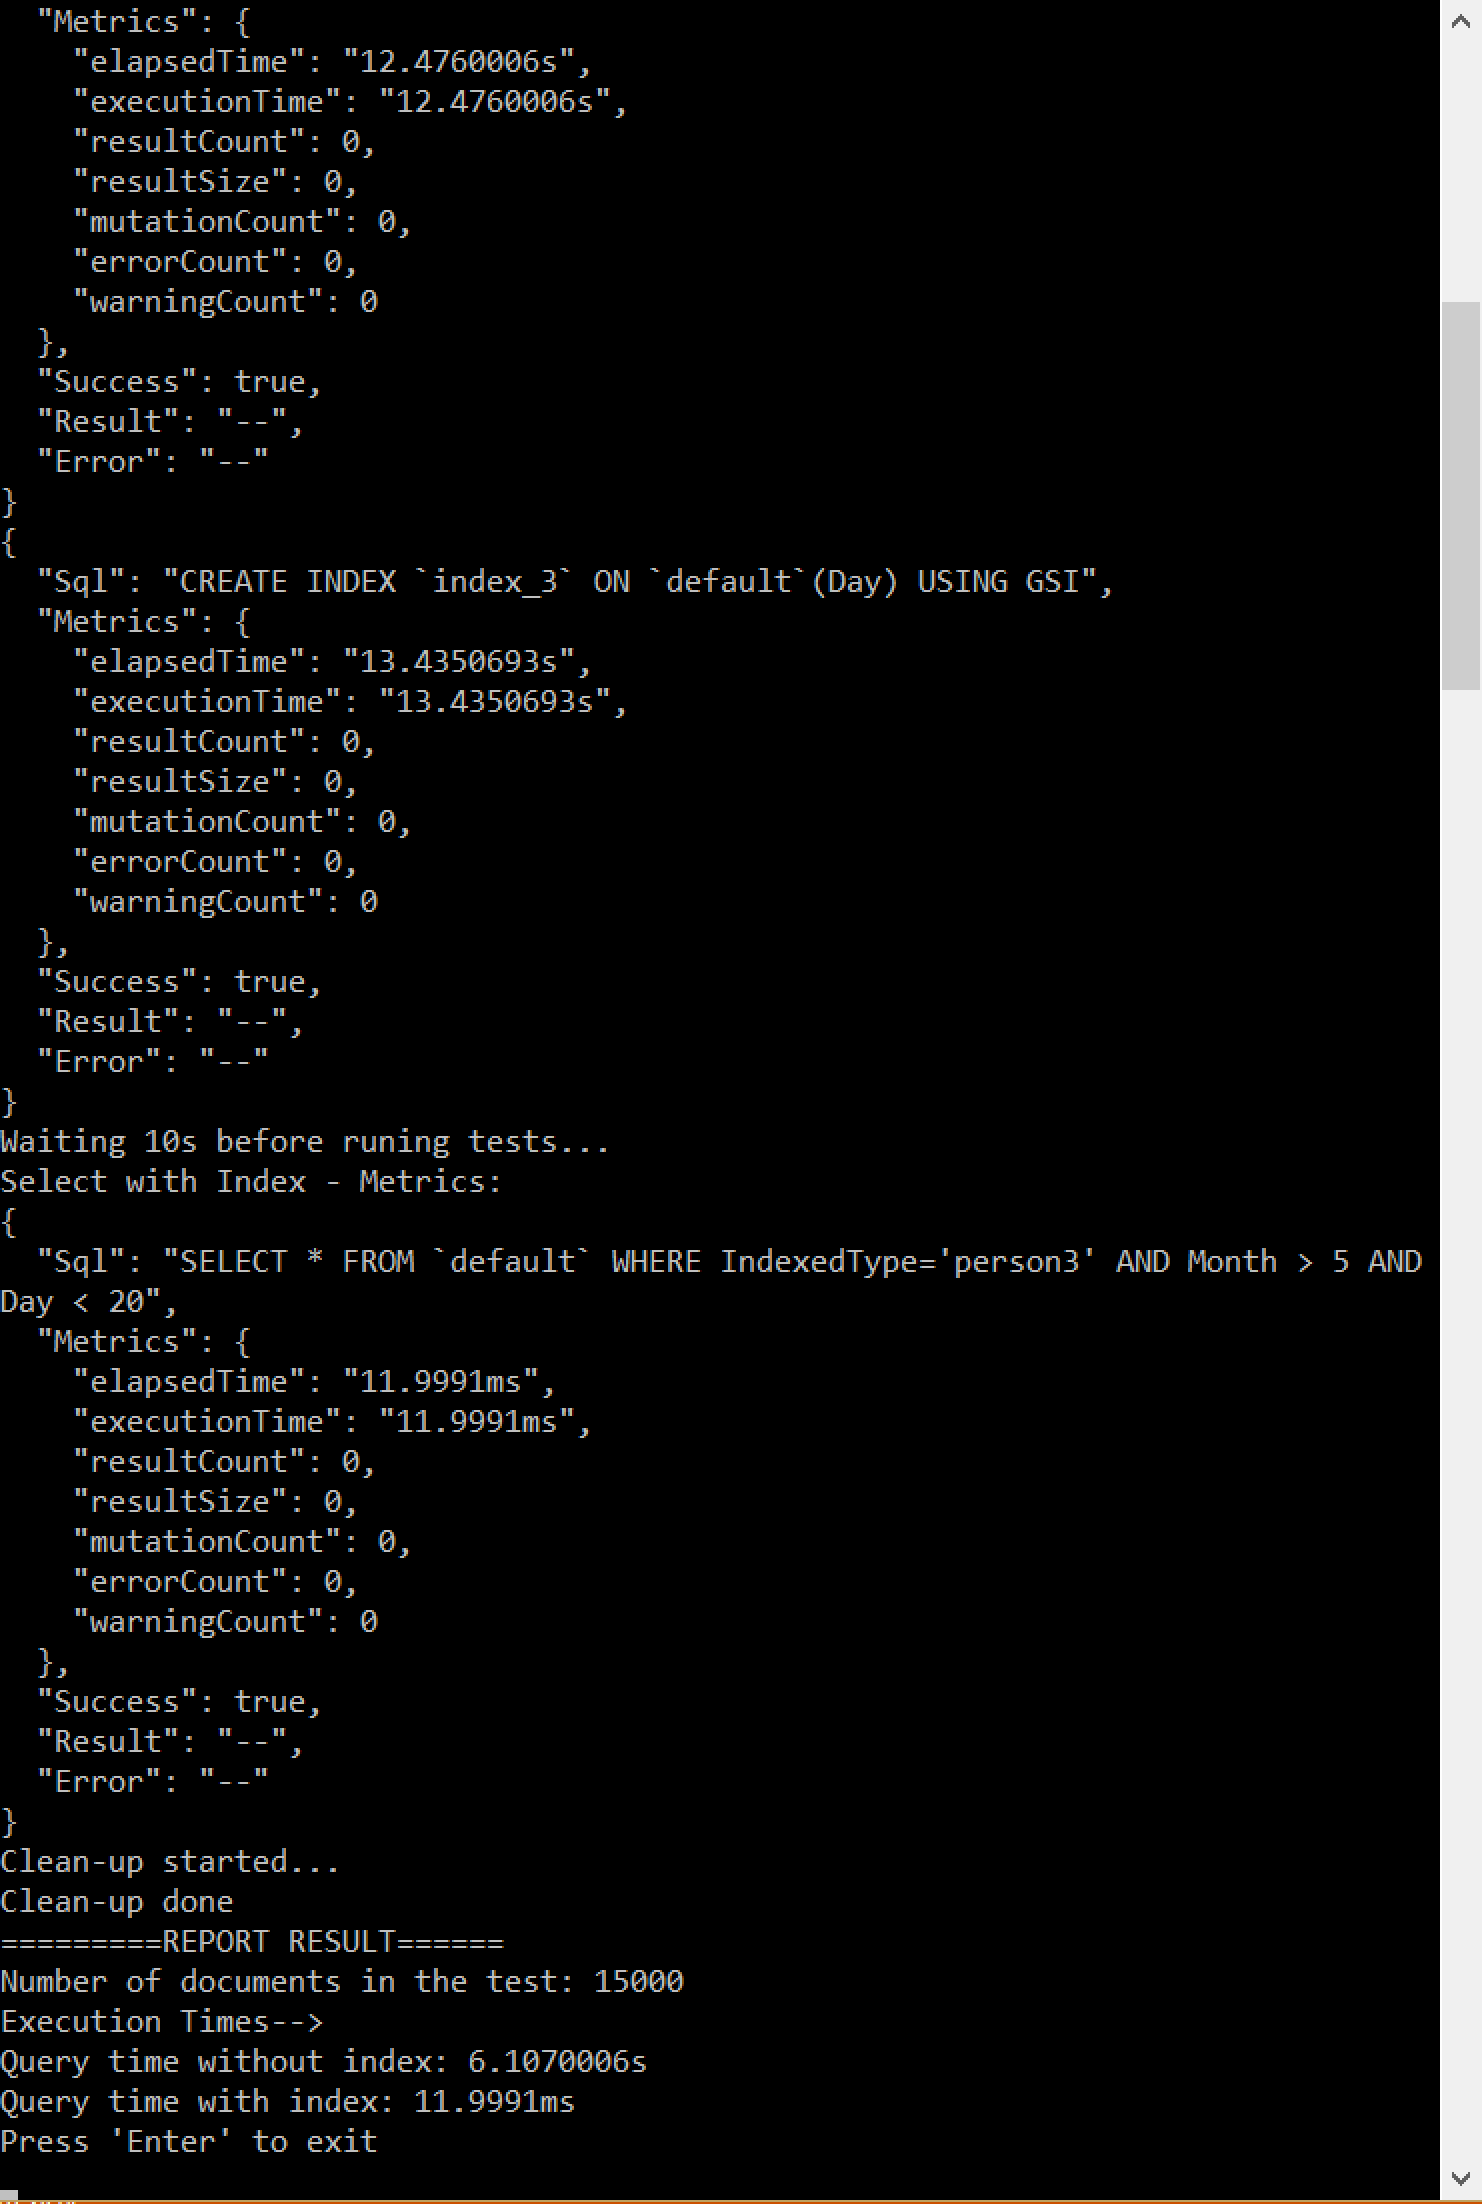 "Metrics": {
"elapsedTime": "12.4760006s",
"executionTime": "12.4760006s",
"resultCount": 0,
"resultSize": 0,
"mutationCount": 0,
"errorCount": 0,
"warningCount": 0
},
"Success": true,
"Result": "--",
"Error": "--"
}
{
"Sql": "CREATE INDEX `index_3` ON `default`(Day) USING GSI",
"Metrics": {
"elapsedTime": "13.4350693s",
"executionTime": "13.4350693s",
"resultCount": 0,
"resultSize": 0,
"mutationCount": 0,
"errorCount": 0,
"warningCount": 0
},
"Success": true,
"Result": "--",
"Error": "--"
}
Waiting 10s before runing tests...
Select with Index - Metrics:
{
"Sql": "SELECT * FROM `default` WHERE IndexedType='person3' AND Month > 5 AND
Day < 20",
"Metrics": {
"elapsedTime": "11.9991ms",
"executionTime": "11.9991ms",
"resultCount": 0,
"resultSize": 0,
"mutationCount": 0,
"errorCount": 0,
"warningCount": 0
},
"Success": true,
"Result": "--",
"Error": "--"
}
Clean-up started...
Clean-up done
=========REPORT RESULT======
Number of documents in the test: 15000
Execution Times-->
Query time without index: 6.1070006s
Query time with index: 11.9991ms
Press 'Enter' to exit